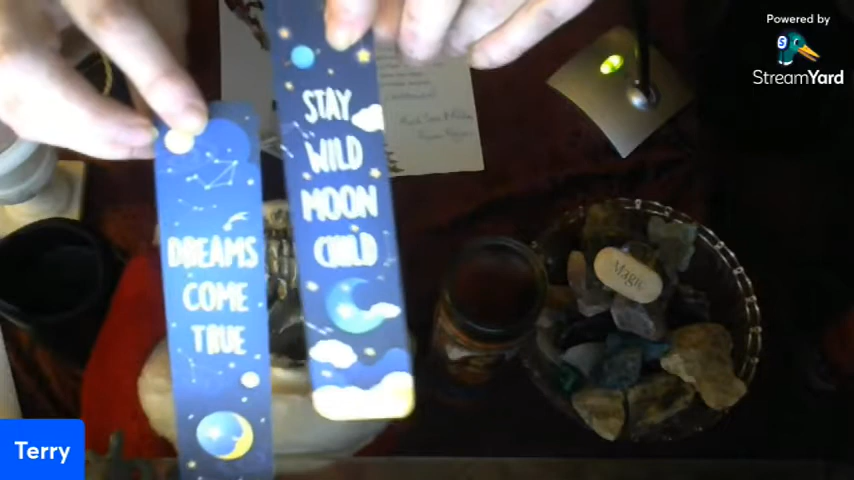 Powered by
StreamYard
STAY
WILD
MOON
CHILD
DREAMS
COME
TRUE
Magic
Terry